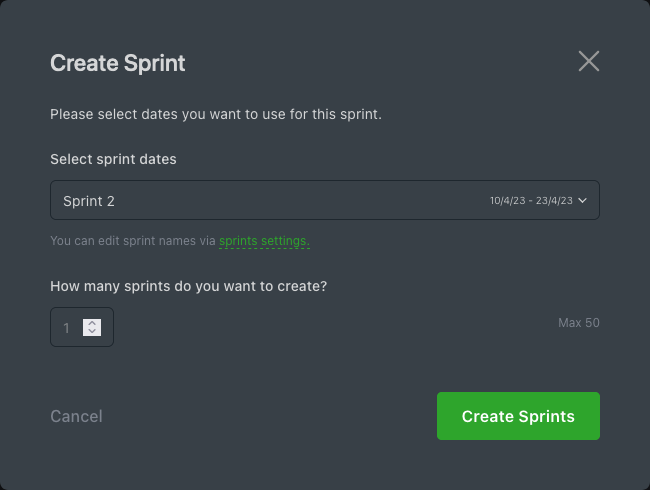 Create Sprint
Please select dates you want to use for this sprint.
Select sprint dates
Sprint 2 10/4/23 - 23/4/23
You can edit sprint names via sprints settings.
How many sprints do you want to create?
1 Max 50
Cancel Create Sprints